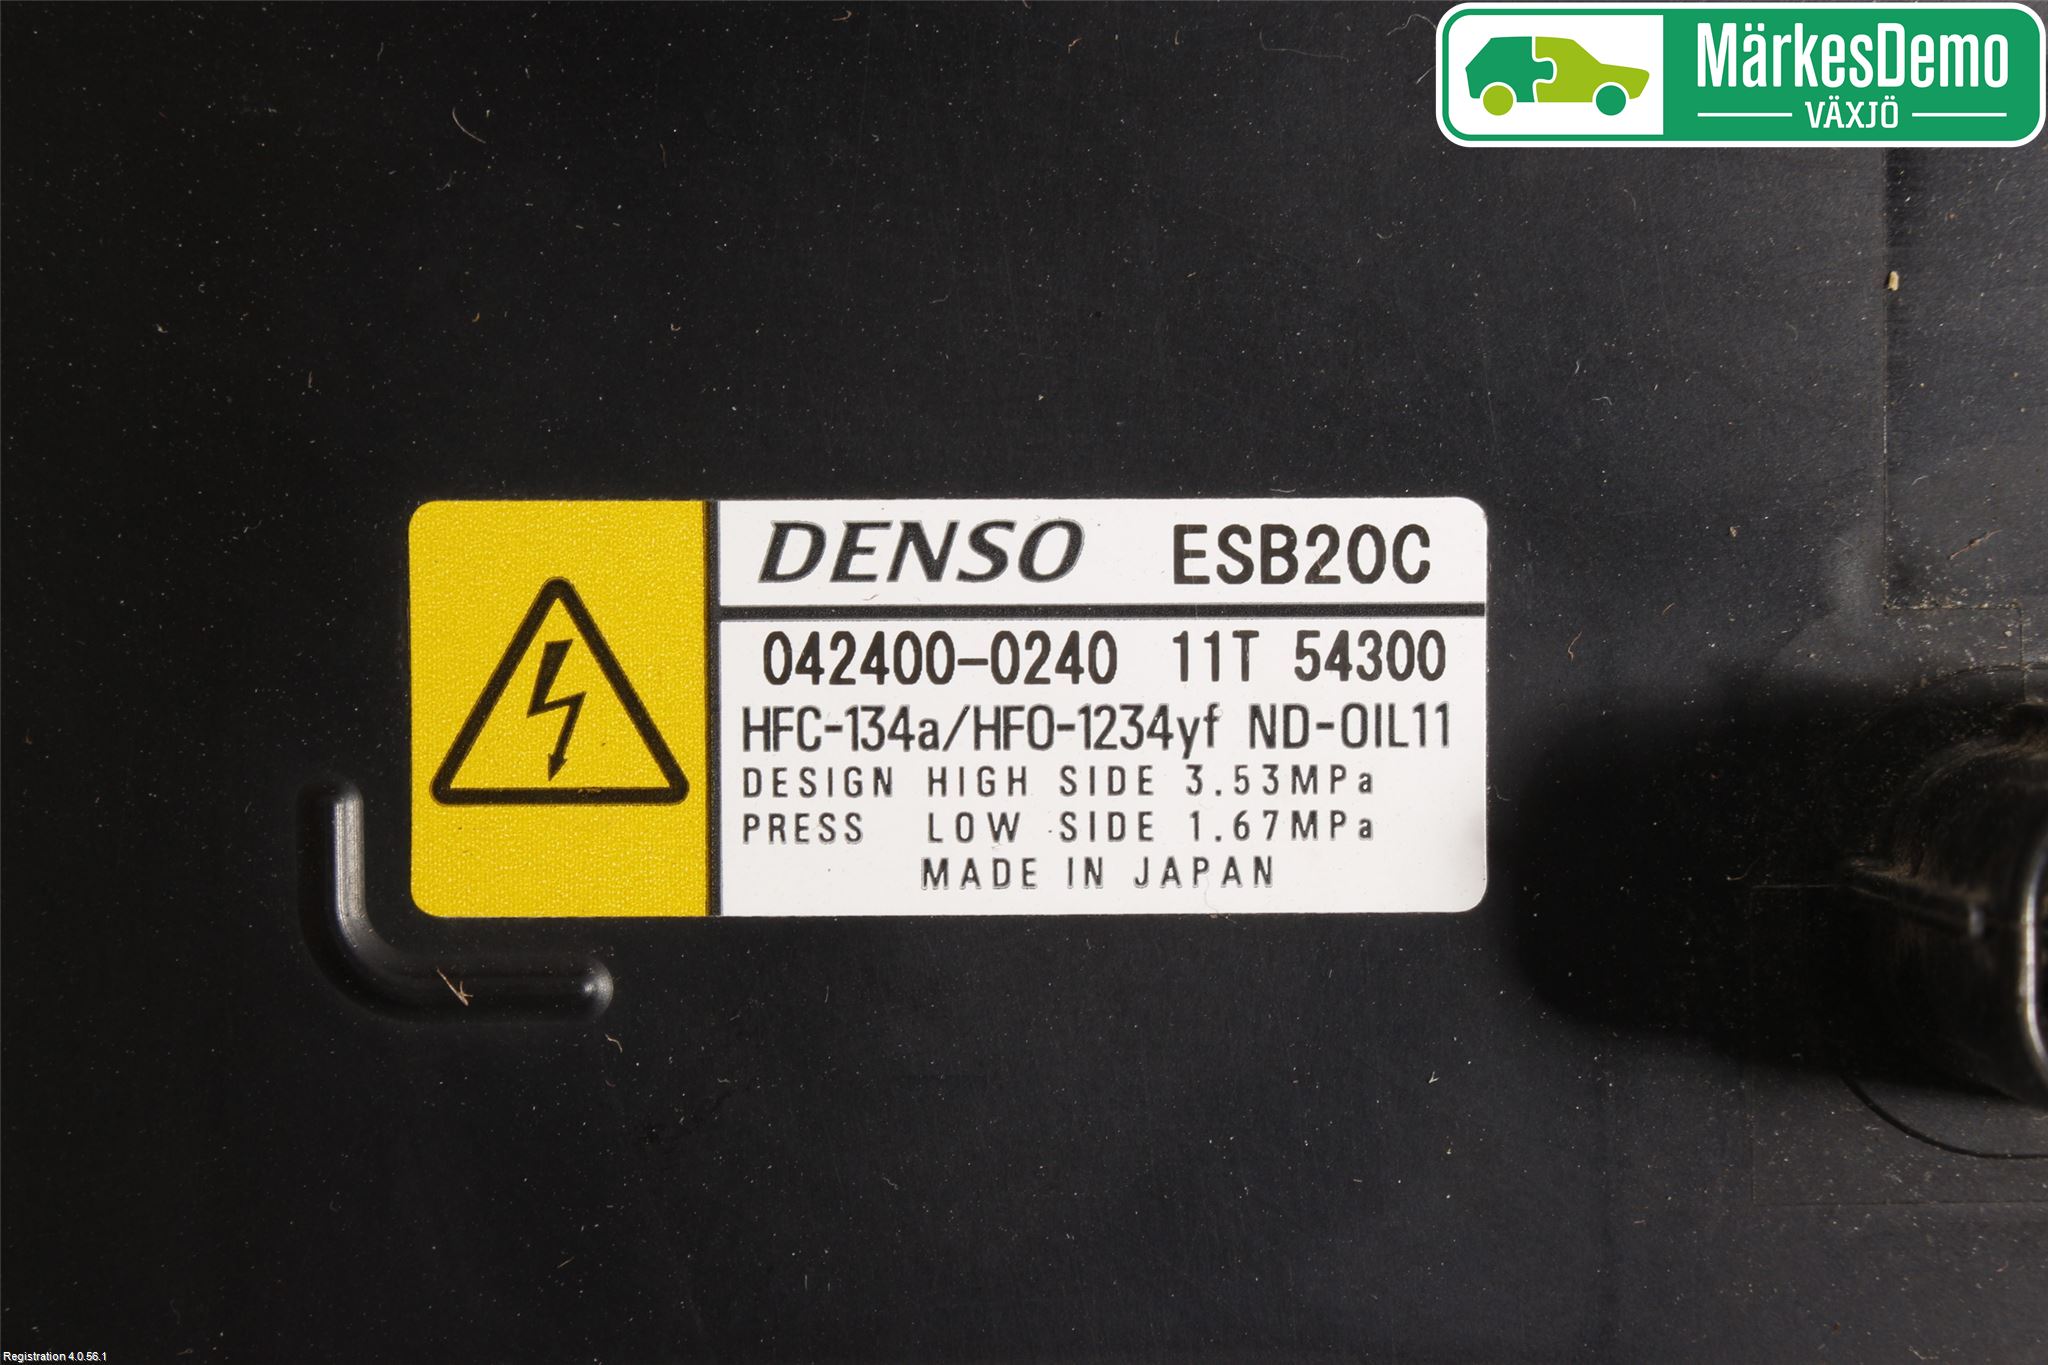 MärkesDemo
VÄXJÖ
DENSO ESB20C
042400-0240 11T 54300
HFC-134a/HFO-1234yf ND-OIL11
DESIGN HIGH SIDE 3.53MPa
PRESS LOW SIDE 1.67MPa
MADE IN JAPAN
Registration 4.0.56.1